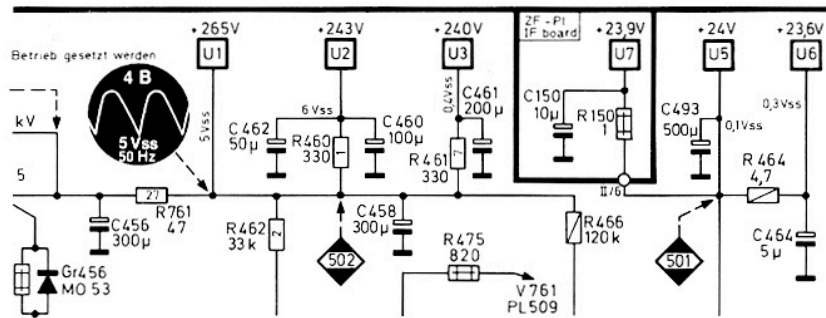 +265V
+243V
+240V
ZF-Pl
IF board
+23,9V
+24V
+23,6V
U1
U2
U3
U7
U5
U6
Betrieb gesetzt werden.
4 B
5 Vss
50 Hz
kV
5
5Vss
6Vss
0,4Vss
0,1Vss
0,3Vss
C462
50µ
R460
330
1
C460
100µ
C461
200µ
R461
330
7
C150
10µ
R150
1
C493
500µ
R464
4,7
II/6
27
R761
47
C456
300µ
R462
33k
2
502
C458
300µ
R475
820
R466
120k
501
C464
5µ
Gr456
MO 53
V761
PL509